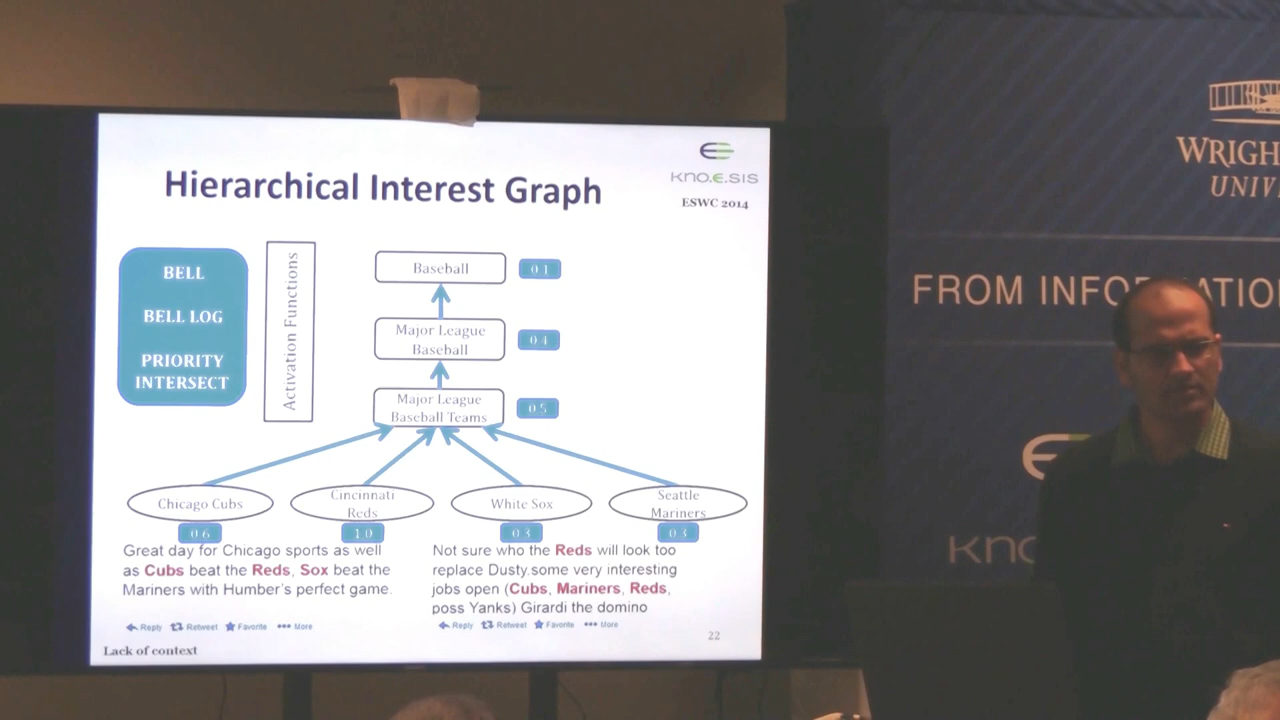 Hierarchical Interest Graph
kno.e.sis
ESWC 2014
BELL
BELL LOG
PRIORITY
INTERSECT
Activation Functions
Baseball
0.1
Major League
Baseball
0.4
Major League
Baseball Teams
0.5
Chicago Cubs
Cincinnati
Reds
White Sox
Seattle
Mariners
0.6
1.0
0.3
0.3
Great day for Chicago sports as well
as Cubs beat the Reds, Sox beat the
Mariners with Humber's perfect game.
Reply Retweet Favorite More
Not sure who the Reds will look too
replace Dusty.some very interesting
jobs open (Cubs, Mariners, Reds,
poss Yanks) Girardi the domino
Reply Retweet Favorite More
22
Lack of context
WRIGH
UNIV
FROM INFO ATIO
kno